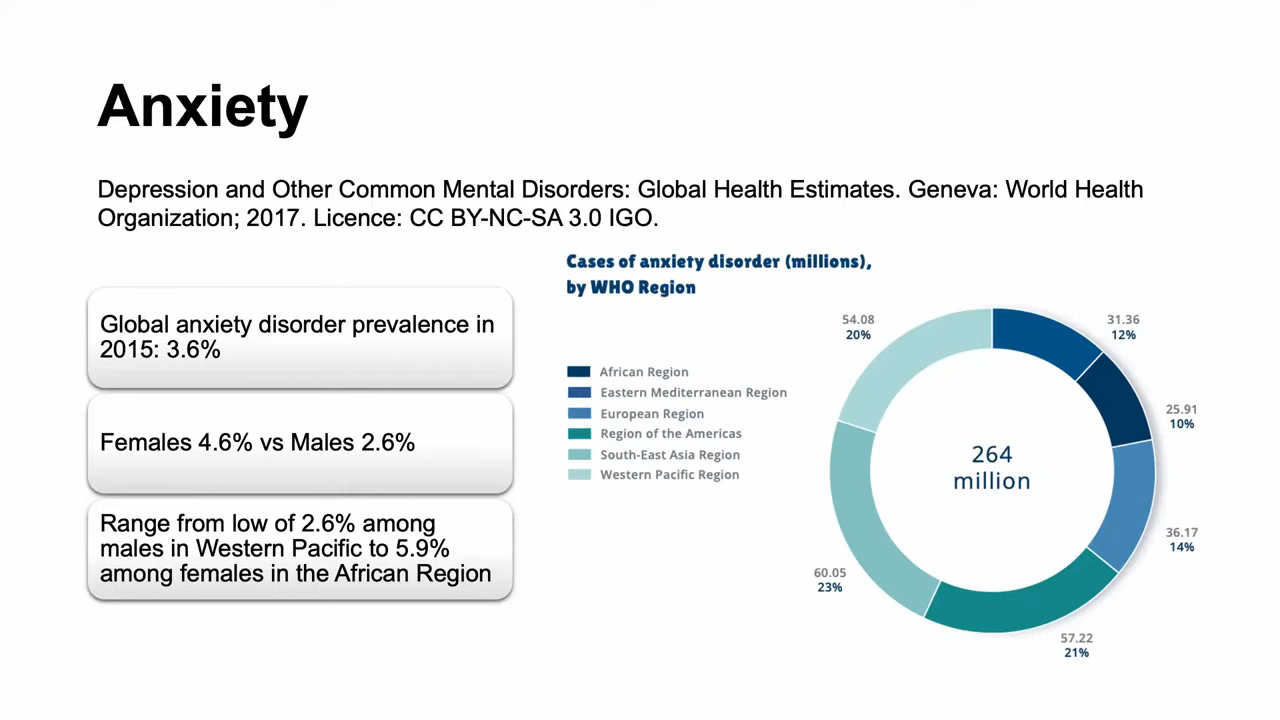 Anxiety
Depression and Other Common Mental Disorders: Global Health Estimates. Geneva: World Health
Organization; 2017. Licence: CC BY-NC-SA 3.0 IGO.
Global anxiety disorder prevalence in
2015: 3.6%
Females 4.6% vs Males 2.6%
Range from low of 2.6% among
males in Western Pacific to 5.9%
among females in the African Region
Cases of anxiety disorder (millions),
by WHO Region
African Region
Eastern Mediterranean Region
European Region
Region of the Americas
South-East Asia Region
Western Pacific Region
54.08
20%
31.36
12%
25.91
10%
264
million
36.17
14%
60.05
23%
57.22
21%